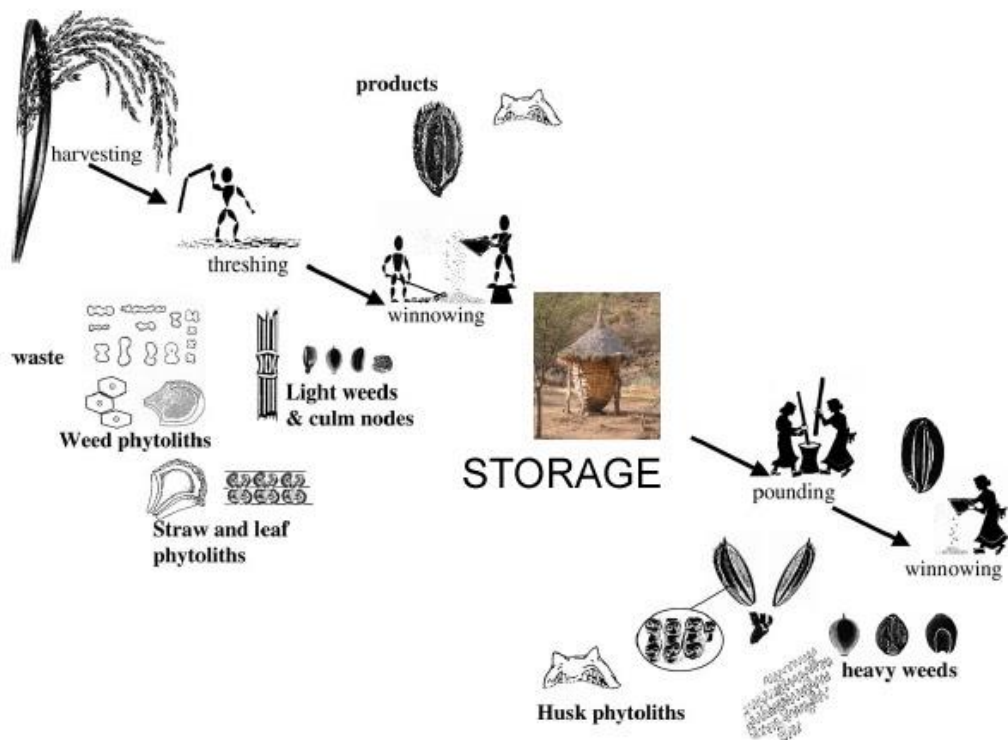 products
harvesting
threshing
winnowing
waste
Light weeds
& culm nodes
Weed phytoliths
STORAGE
Straw and leaf
phytoliths
pounding
winnowing
heavy weeds
Husk phytoliths